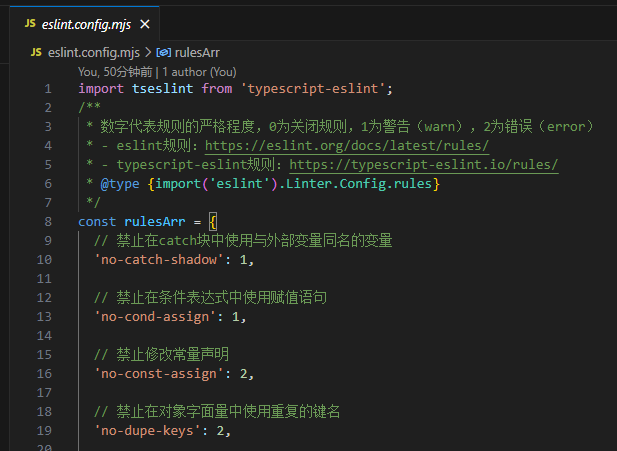 JS eslint.config.mjs ×
JS eslint.config.mjs > rulesArr
You, 50分钟前 | 1 author (You)
1 import tseslint from 'typescript-eslint';
2 /**
3 * 数字代表规则的严格程度，0为关闭规则，1为警告（warn），2为错误（error）
4 * - eslint规则：https://eslint.org/docs/latest/rules/
5 * - typescript-eslint规则：https://typescript-eslint.io/rules/
6 * @type {import('eslint').Linter.Config.rules}
7 */
8 const rulesArr = {
9 // 禁止在catch块中使用与外部变量同名的变量
10 'no-catch-shadow': 1,
11
12 // 禁止在条件表达式中使用赋值语句
13 'no-cond-assign': 1,
14
15 // 禁止修改常量声明
16 'no-const-assign': 2,
17
18 // 禁止在对象字面量中使用重复的键名
19 'no-dupe-keys': 2,
20